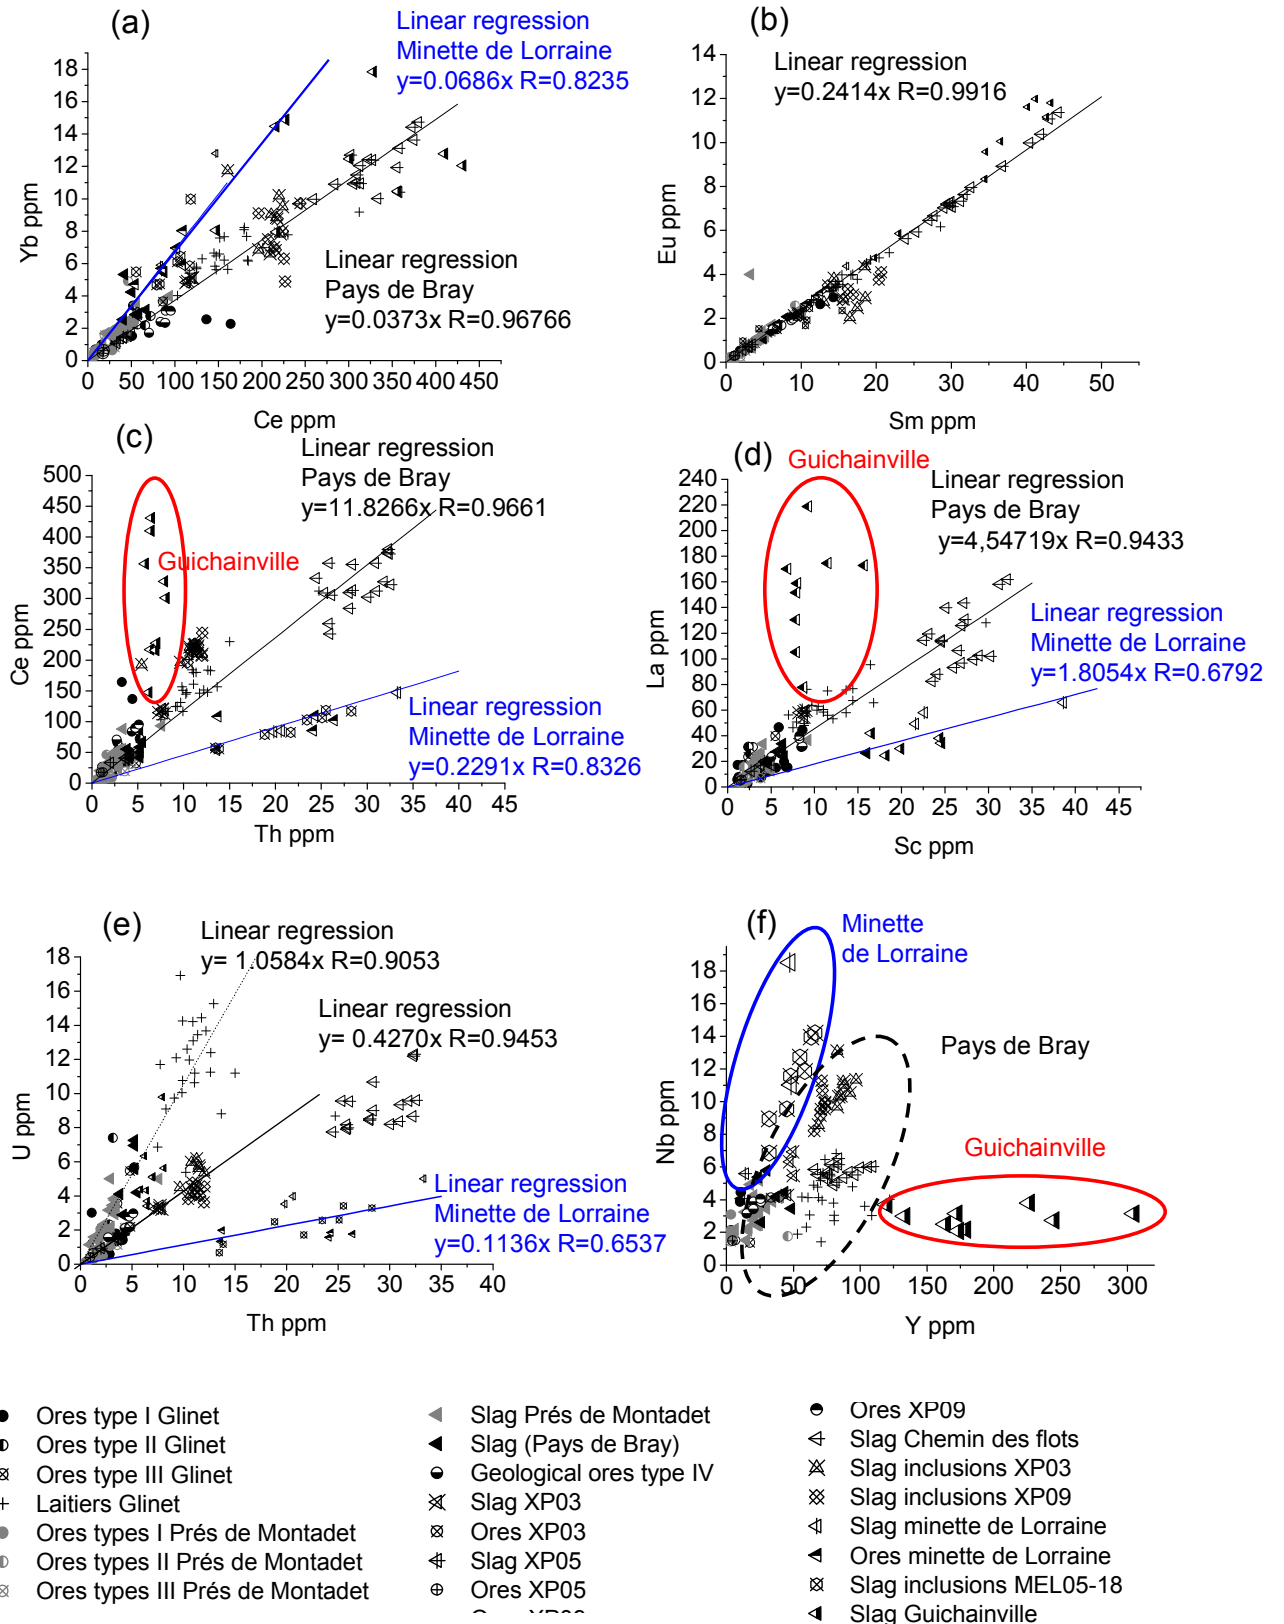 (a)
Linear regression
Minette de Lorraine
y=0.0686x R=0.8235
18
16
14
12
10
8
6
4
2
0
Yb ppm
Linear regression
Pays de Bray
y=0.0373x R=0.96766
0 50 100 150 200 250 300 350 400 450
Ce ppm
(b)
Linear regression
y=0.2414x R=0.9916
14
12
10
8
6
4
2
0
Eu ppm
0 10 20 30 40 50
Sm ppm
(c)
Linear regression
Pays de Bray
y=11.8266x R=0.9661
500
450
400
350
300
250
200
150
100
50
0
Ce ppm
Guichainville
Linear regression
Minette de Lorraine
y=0.2291x R=0.8326
0 5 10 15 20 25 30 35 40 45
Th ppm
(d)
Guichainville
Linear regression
Pays de Bray
y=4,54719x R=0.9433
240
220
200
180
160
140
120
100
80
60
40
20
0
La ppm
Linear regression
Minette de Lorraine
y=1.8054x R=0.6792
0 5 10 15 20 25 30 35 40 45
Sc ppm
(e)
Linear regression
y= 1.0584x R=0.9053
Linear regression
y= 0.4270x R=0.9453
18
16
14
12
10
8
6
4
2
0
U ppm
Linear regression
Minette de Lorraine
y=0.1136x R=0.6537
0 5 10 15 20 25 30 35 40
Th ppm
(f)
Minette
de Lorraine
Pays de Bray
Guichainville
18
16
14
12
10
8
6
4
2
0
Nb ppm
0 50 100 150 200 250 300
Y ppm
Ores type I Glinet
Ores type II Glinet
Ores type III Glinet
Laitiers Glinet
Ores types I Prés de Montadet
Ores types II Prés de Montadet
Ores types III Prés de Montadet
Slag Prés de Montadet
Slag (Pays de Bray)
Geological ores type IV
Slag XP03
Ores XP03
Slag XP05
Ores XP05
Ores XP09
Slag Chemin des flots
Slag inclusions XP03
Slag inclusions XP09
Slag minette de Lorraine
Ores minette de Lorraine
Slag inclusions MEL05-18
Slag Guichainville